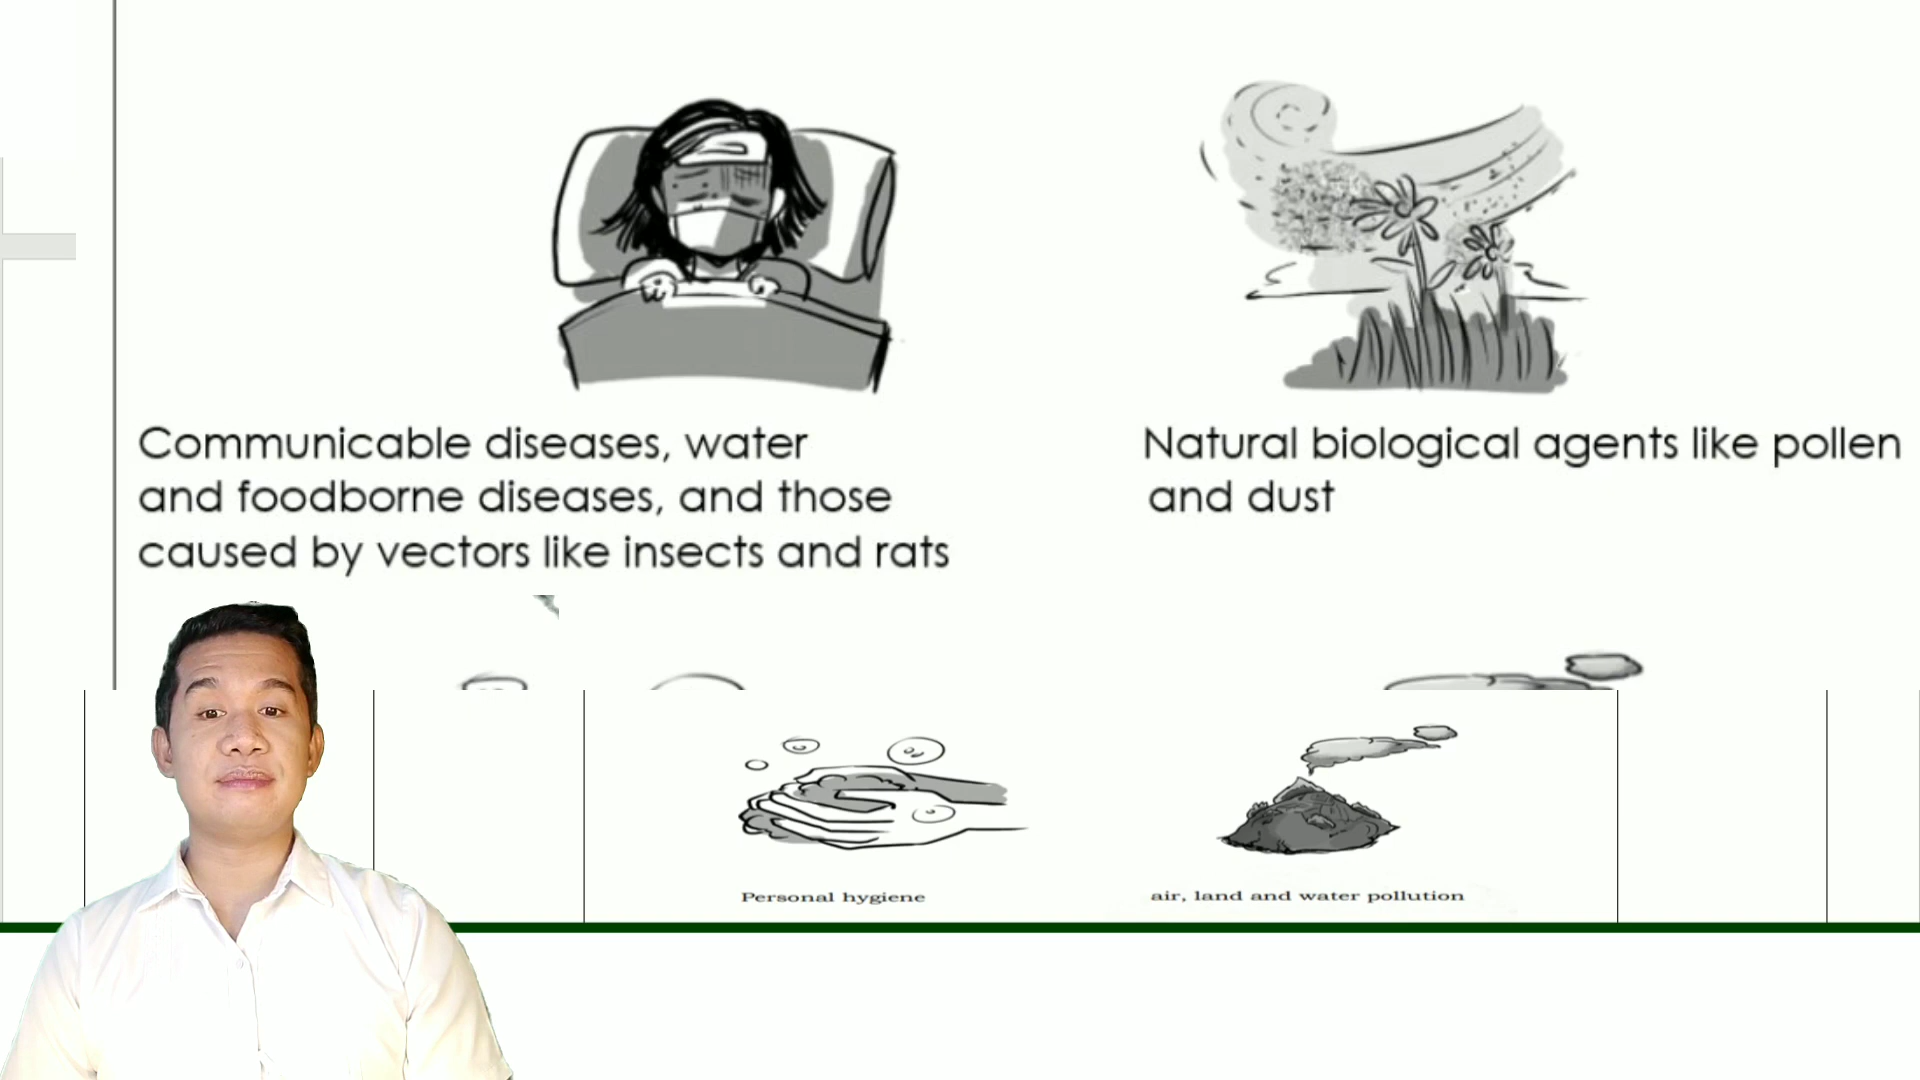 Communicable diseases, water
and foodborne diseases, and those
caused by vectors like insects and rats
Natural biological agents like pollen
and dust
Personal hygiene
air, land and water pollution